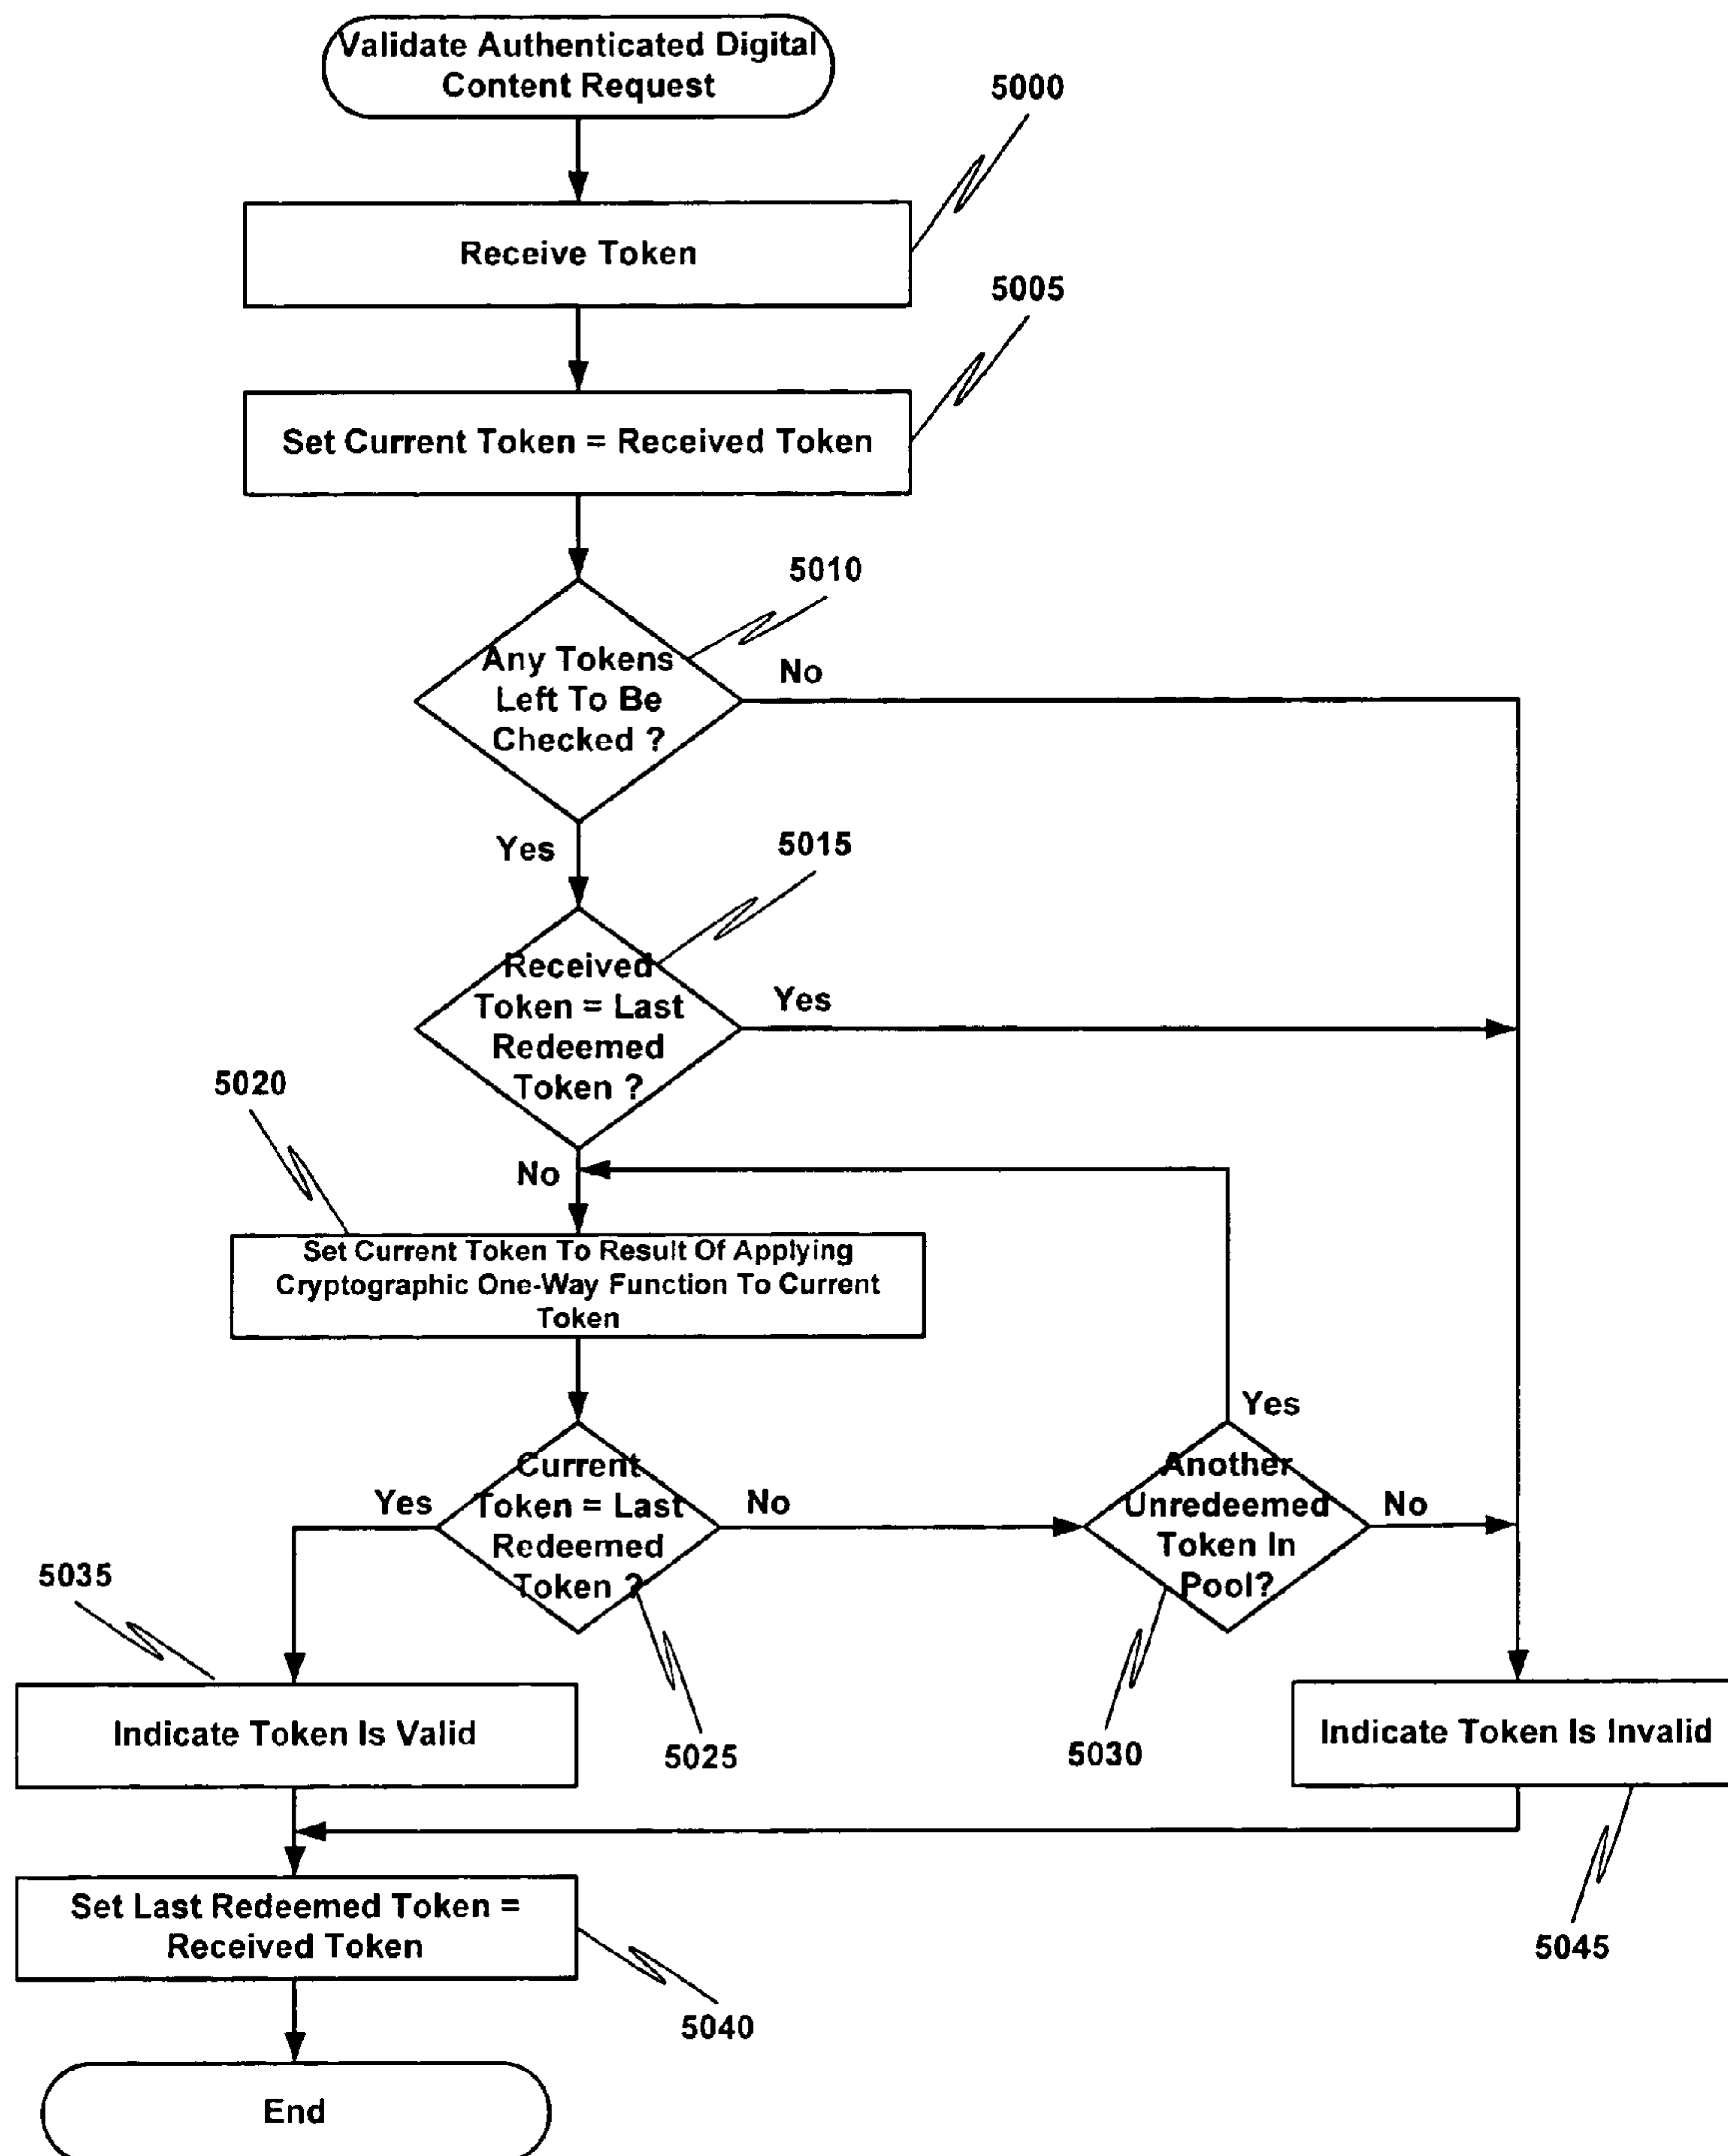 Validate Authenticated Digital
Content Request
5000
Receive Token
5005
Set Current Token = Received Token
5010
Any Tokens
Left To Be
Checked ?
No
Yes
5015
Received
Token = Last
Redeemed
Token ?
Yes
5020
No
Set Current Token To Result Of Applying
Cryptographic One-Way Function To Current
Token
Yes
Current
Token = Last
Redeemed
Token ?
Yes
No
Another
Unredeemed
Token In
Pool?
No
5035
Indicate Token Is Valid
5025
5030
Indicate Token Is Invalid
Set Last Redeemed Token =
Received Token
5045
5040
End